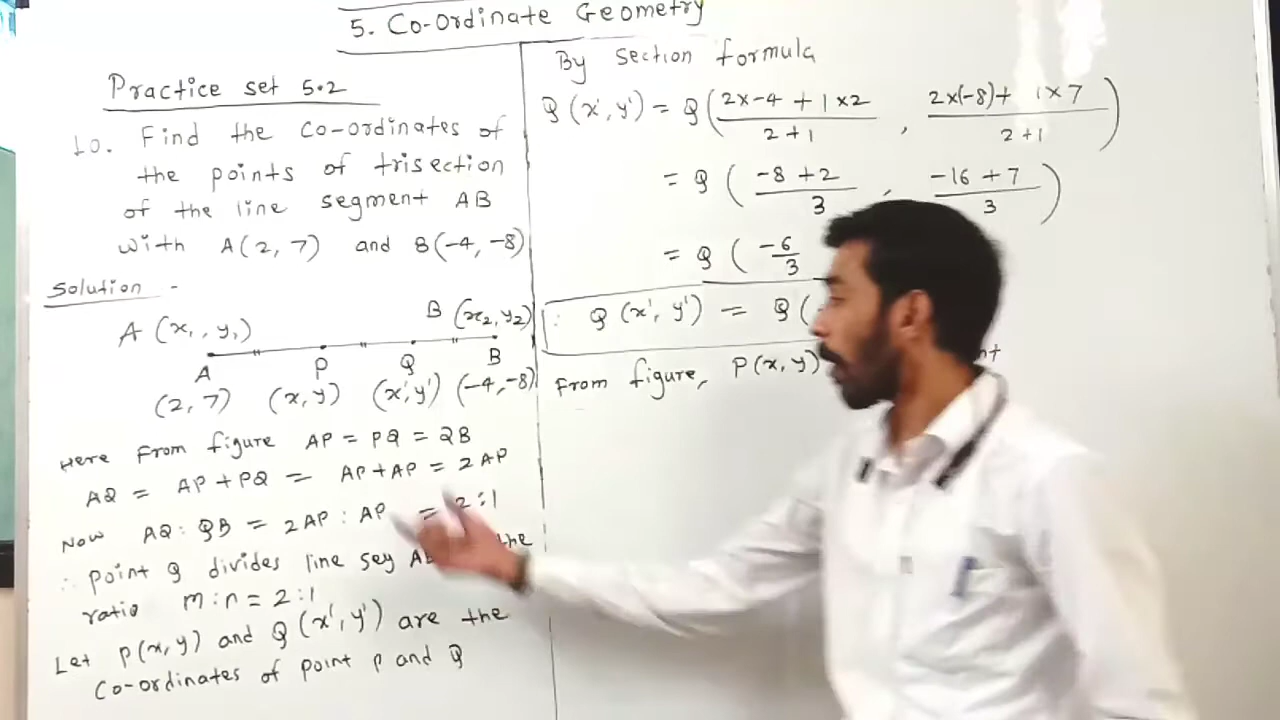 5. Co-Ordinate Geometry
Practice set 5.2
10. Find the co-ordinates of
the points of trisection
of the line segment AB
with A(2, 7) and B(-4, -8)
Solution -
A (x₁, y₁)
B (x₂, y₂)
A P Q B
(2, 7) (x, y) (x', y') (-4, -8)
Here From figure AP = PQ = QB
AQ = AP + PQ = AP + AP = 2AP
Now AQ : QB = 2AP : AP = 2 : 1
∴ point Q divides line seg AB the
ratio m : n = 2 : 1
Let P(x, y) and Q(x', y') are the
Co-ordinates of point P and Q
By section formula
Q (x', y') = Q ( (2x-4 + 1x2)/(2+1) , (2x(-8) + 1x7)/(2+1) )
= Q ( (-8 + 2)/3 , (-16 + 7)/3 )
= Q ( -6/3
∴ Q (x', y') = Q (
From figure, P(x, y)